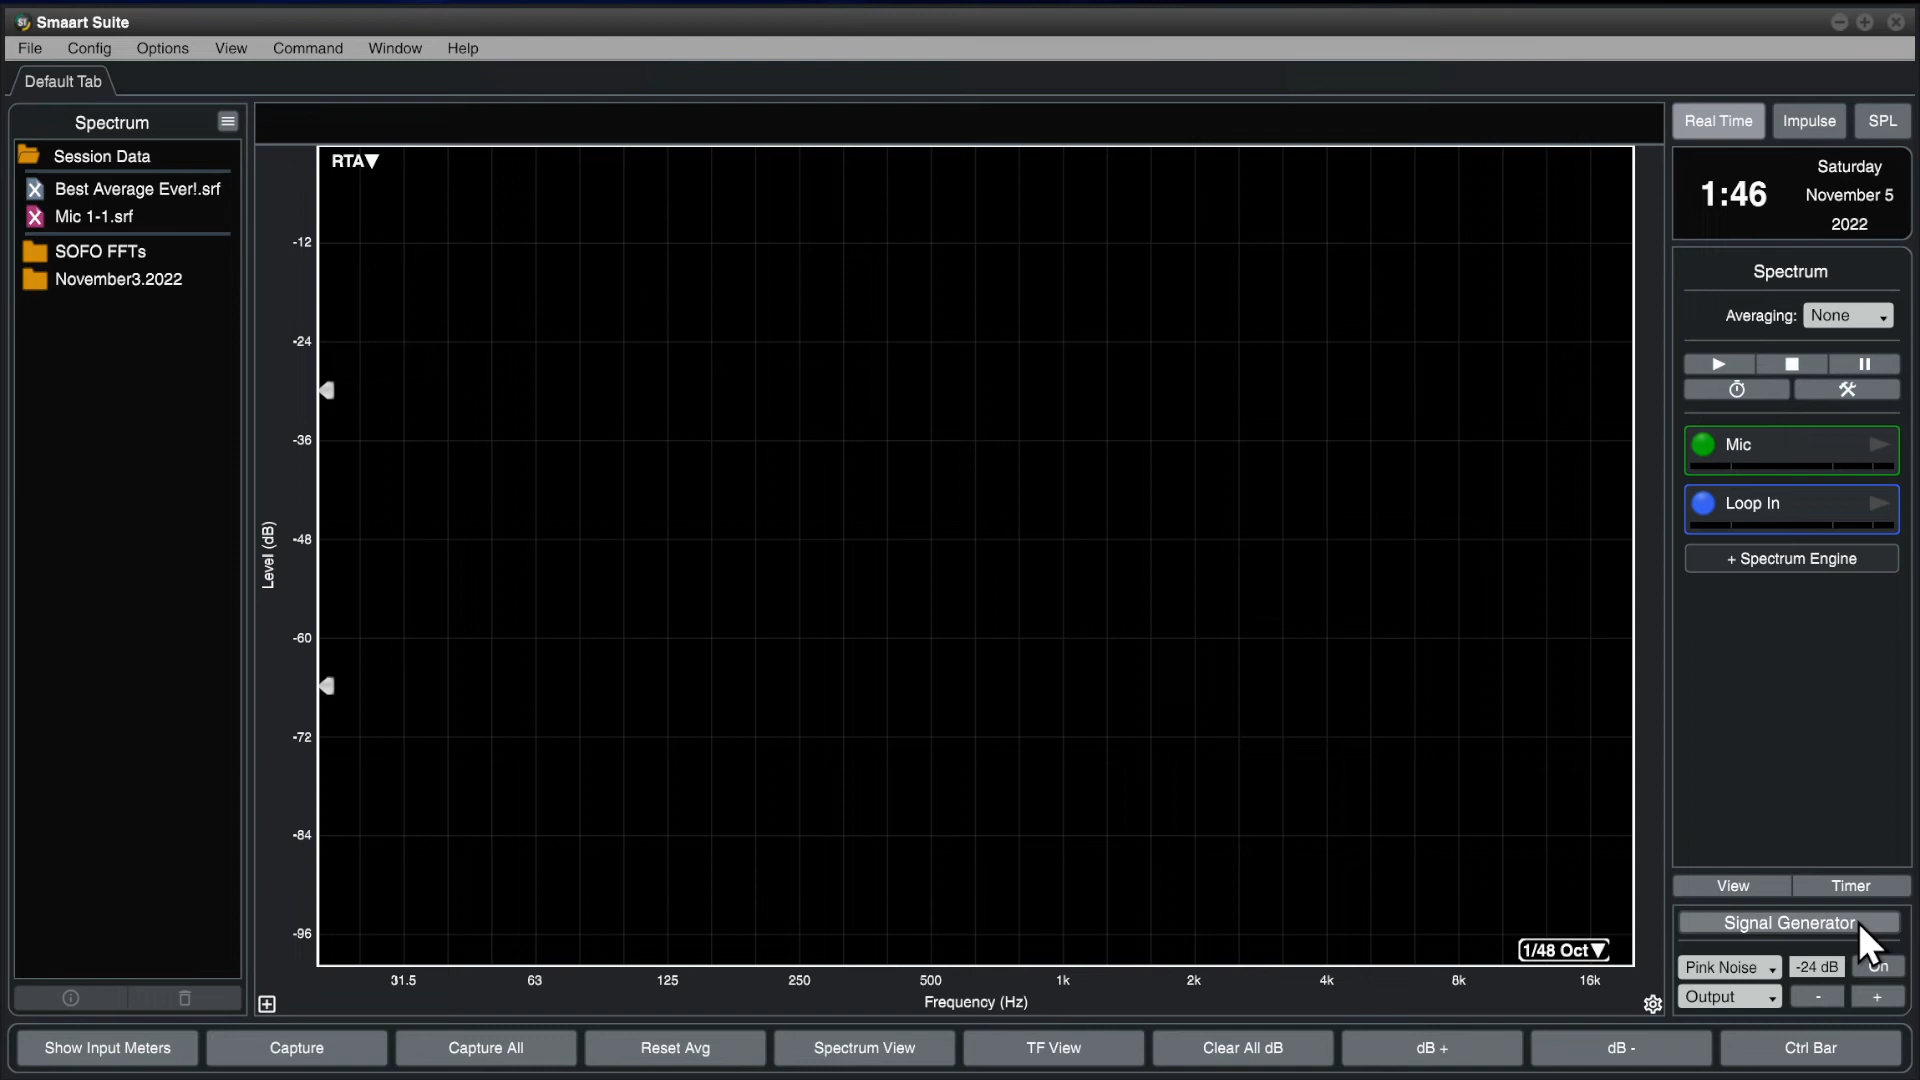 Smaart Suite
File Config Options View Command Window Help
Default Tab
Spectrum
Session Data
Best Average Ever!.srf
Mic 1-1.srf
SOFO FFTs
November3.2022
RTA▼
-12
-24
-36
-48
-60
-72
-84
-96
Level (dB)
1/48 Oct▼
31.5 63 125 250 500 1k 2k 4k 8k 16k
Frequency (Hz)
Real Time Impulse SPL
1:46
Saturday
November 5
2022
Spectrum
Averaging: None
Mic
Loop In
+ Spectrum Engine
View Timer
Signal Generator
Pink Noise -24 dB On
Output - +
Show Input Meters Capture Capture All Reset Avg Spectrum View TF View Clear All dB dB + dB - Ctrl Bar